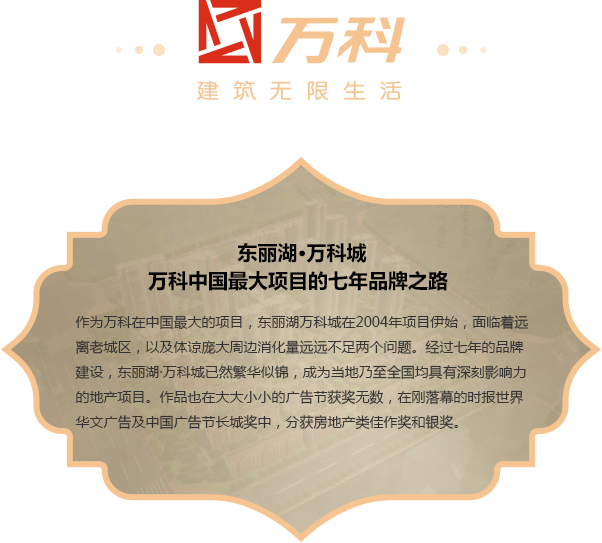 万科
建筑无限生活
东丽湖·万科城
万科中国最大项目的七年品牌之路
作为万科在中国最大的项目，东丽湖万科城在2004年项目伊始，面临着远
离老城区，以及体谅庞大周边消化量远远不足两个问题。经过七年的品牌
建设，东丽湖·万科城已然繁华似锦，成为当地乃至全国均具有深刻影响力
的地产项目。作品也在大大小小的广告节获奖无数，在刚落幕的时报世界
华文广告及中国广告节长城奖中，分获房地产类佳作奖和银奖。